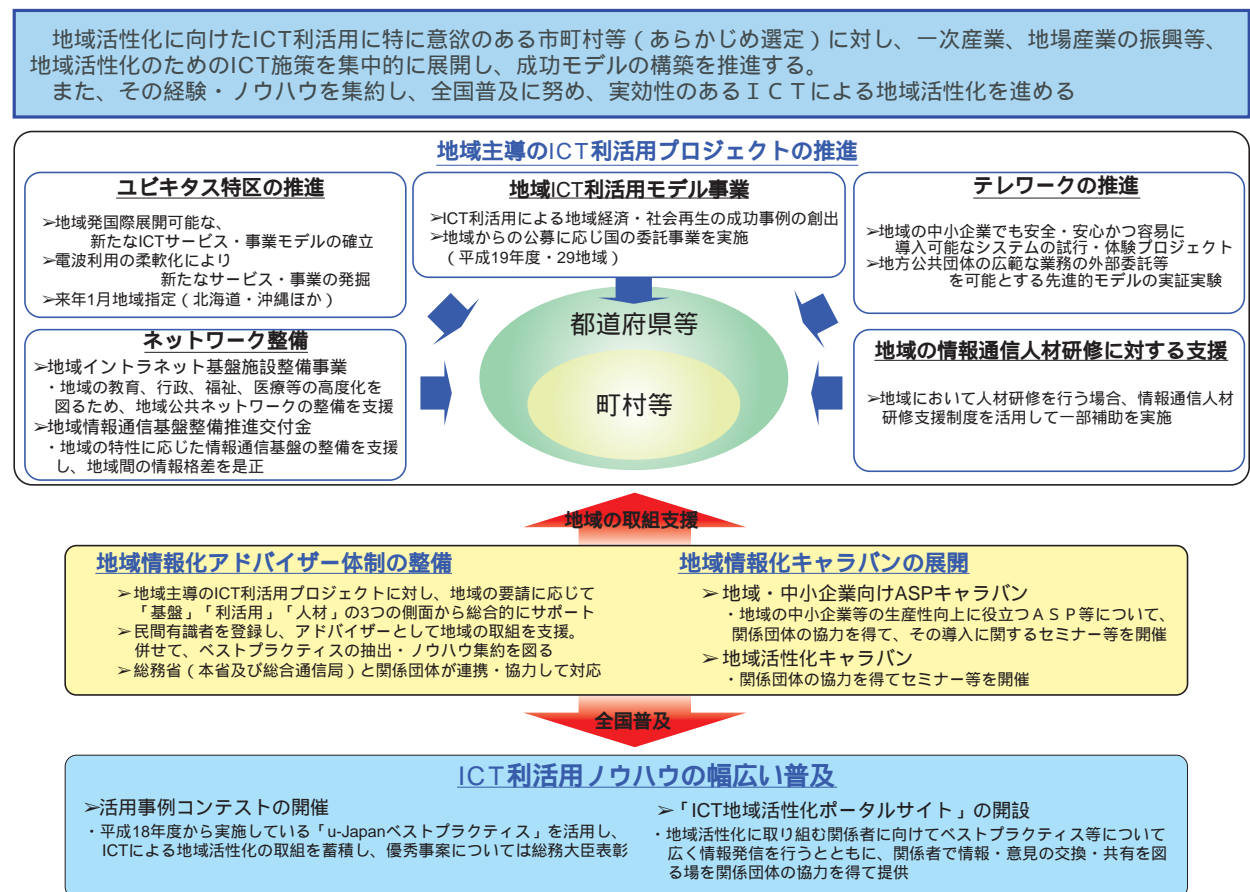 地域活性化に向けたICT利活用に特に意欲のある市町村等(あらかじめ選定)に対し、一次産業、地場産業の振興等、
地域活性化のためのICT施策を集中的に展開し、成功モデルの構築を推進する。
また、その経験・ノウハウを集約し、全国普及に努め、実効性のあるＩＣＴによる地域活性化を進める
地域主導のICT利活用プロジェクトの推進
ユビキタス特区の推進
➢地域発国際展開可能な、
新たなICTサービス・事業モデルの確立
➢電波利用の柔軟化により
新たなサービス・事業の発掘
➢来年1月地域指定(北海道・沖縄ほか)
地域ICT利活用モデル事業
➢ICT利活用による地域経済・社会再生の成功事例の創出
➢地域からの公募に応じ国の委託事業を実施
(平成19年度・29地域)
テレワークの推進
➢地域の中小企業でも安全・安心かつ容易に
導入可能なシステムの試行・体験プロジェクト
➢地方公共団体の広範な業務の外部委託等
を可能とする先進的モデルの実証実験
ネットワーク整備
➢地域イントラネット基盤施設整備事業
・地域の教育、行政、福祉、医療等の高度化を
図るため、地域公共ネットワークの整備を支援
➢地域情報通信基盤整備推進交付金
・地域の特性に応じた情報通信基盤の整備を支援
し、地域間の情報格差を是正
都道府県等
町村等
地域の情報通信人材研修に対する支援
➢地域において人材研修を行う場合、情報通信人材
研修支援制度を活用して一部補助を実施
地域の取組支援
地域情報化アドバイザー体制の整備
➢地域主導のICT利活用プロジェクトに対し、地域の要請に応じて
「基盤」「利活用」「人材」の3つの側面から総合的にサポート
➢民間有識者を登録し、アドバイザーとして地域の取組を支援。
併せて、ベストプラクティスの抽出・ノウハウ集約を図る
➢総務省(本省及び総合通信局)と関係団体が連携・協力して対応
地域情報化キャラバンの展開
➢地域・中小企業向けASPキャラバン
・地域の中小企業等の生産性向上に役立つＡＳＰ等について、
関係団体の協力を得て、その導入に関するセミナー等を開催
➢地域活性化キャラバン
・関係団体の協力を得てセミナー等を開催
全国普及
ICT利活用ノウハウの幅広い普及
➢活用事例コンテストの開催
・平成18年度から実施している「u-Japanベストプラクティス」を活用し、
ICTによる地域活性化の取組を蓄積し、優秀事案については総務大臣表彰
➢「ICT地域活性化ポータルサイト」の開設
・地域活性化に取り組む関係者に向けてベストプラクティス等について
広く情報発信を行うとともに、関係者で情報・意見の交換・共有を図
る場を関係団体の協力を得て提供